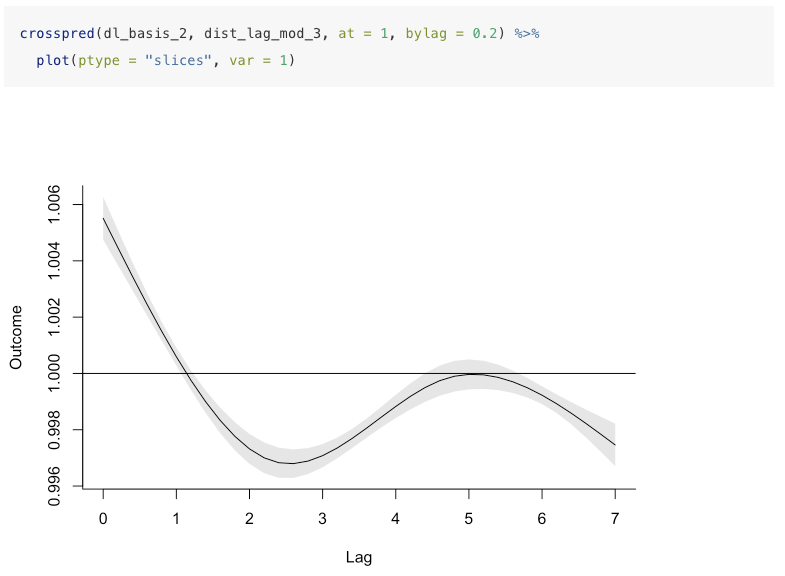 crosspred(dl_basis_2, dist_lag_mod_3, at = 1, bylag = 0.2) %>%
  plot(ptype = "slices", var = 1)
1.006
1.004
1.002
1.000
0.998
0.996
Outcome
0 1 2 3 4 5 6 7
Lag